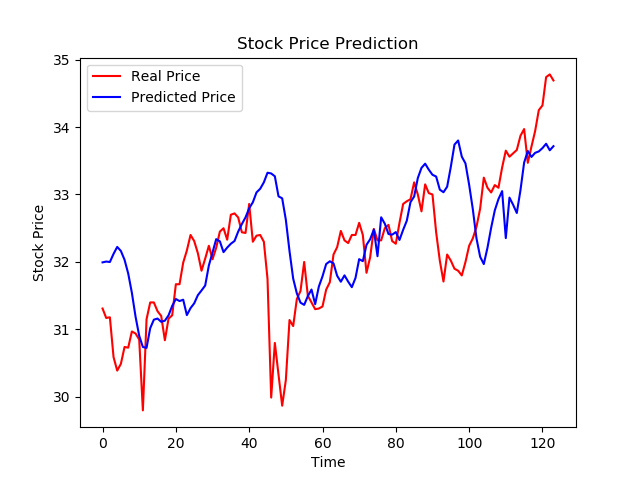 Stock Price Prediction
Real Price
Predicted Price
Stock Price
35
34
33
32
31
30
0 20 40 60 80 100 120
Time